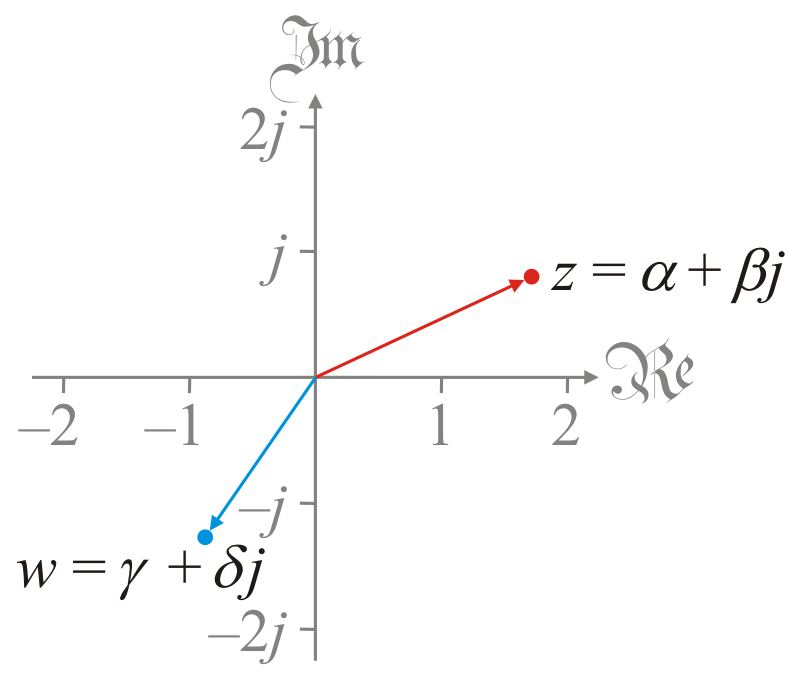 ℑm
2j
j
z = α + βj
ℜe
–2 –1 1 2
–j
w = γ + δj
–2j